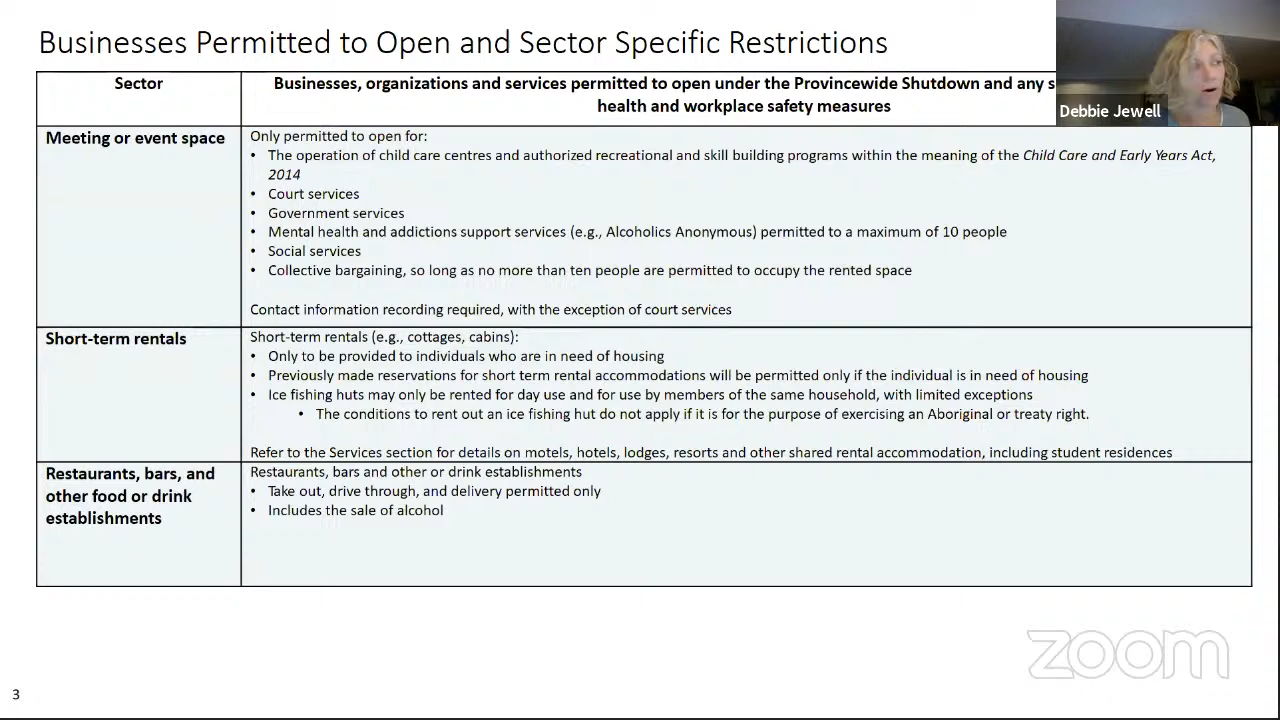 Businesses Permitted to Open and Sector Specific Restrictions
Sector
Businesses, organizations and services permitted to open under the Provincewide Shutdown and any
health and workplace safety measures
Debbie Jewell
Meeting or event space
Only permitted to open for:
• The operation of child care centres and authorized recreational and skill building programs within the meaning of the Child Care and Early Years Act,
2014
• Court services
• Government services
• Mental health and addictions support services (e.g., Alcoholics Anonymous) permitted to a maximum of 10 people
• Social services
• Collective bargaining, so long as no more than ten people are permitted to occupy the rented space
Contact information recording required, with the exception of court services
Short-term rentals
Short-term rentals (e.g., cottages, cabins):
• Only to be provided to individuals who are in need of housing
• Previously made reservations for short term rental accommodations will be permitted only if the individual is in need of housing
• Ice fishing huts may only be rented for day use and for use by members of the same household, with limited exceptions
• The conditions to rent out an ice fishing hut do not apply if it is for the purpose of exercising an Aboriginal or treaty right.
Refer to the Services section for details on motels, hotels, lodges, resorts and other shared rental accommodation, including student residences
Restaurants, bars, and
other food or drink
establishments
Restaurants, bars and other or drink establishments
• Take out, drive through, and delivery permitted only
• Includes the sale of alcohol
zoom
3